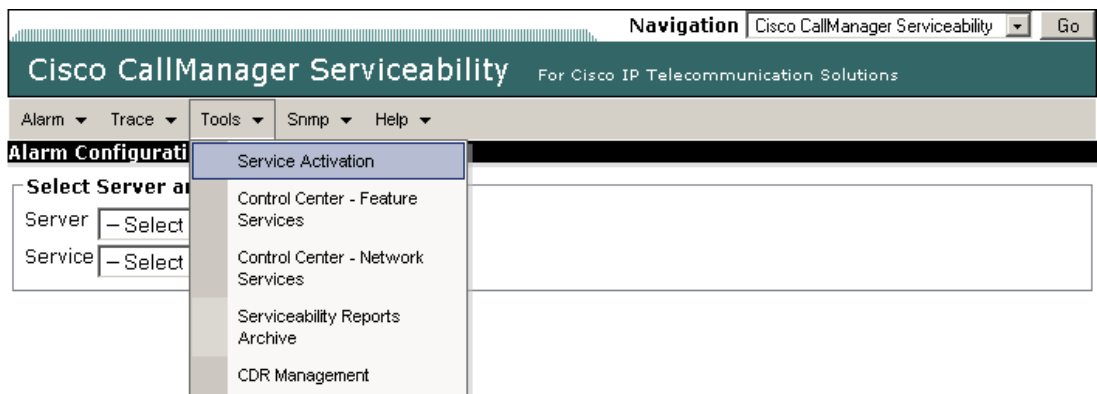 Navigation Cisco CallManager Serviceability Go
Cisco CallManager Serviceability For Cisco IP Telecommunication Solutions
Alarm Trace Tools Snmp Help
Alarm Configurati
Service Activation
Select Server a
Control Center - Feature
Services
Server – Select
Service – Select
Control Center - Network
Services
Serviceability Reports
Archive
CDR Management